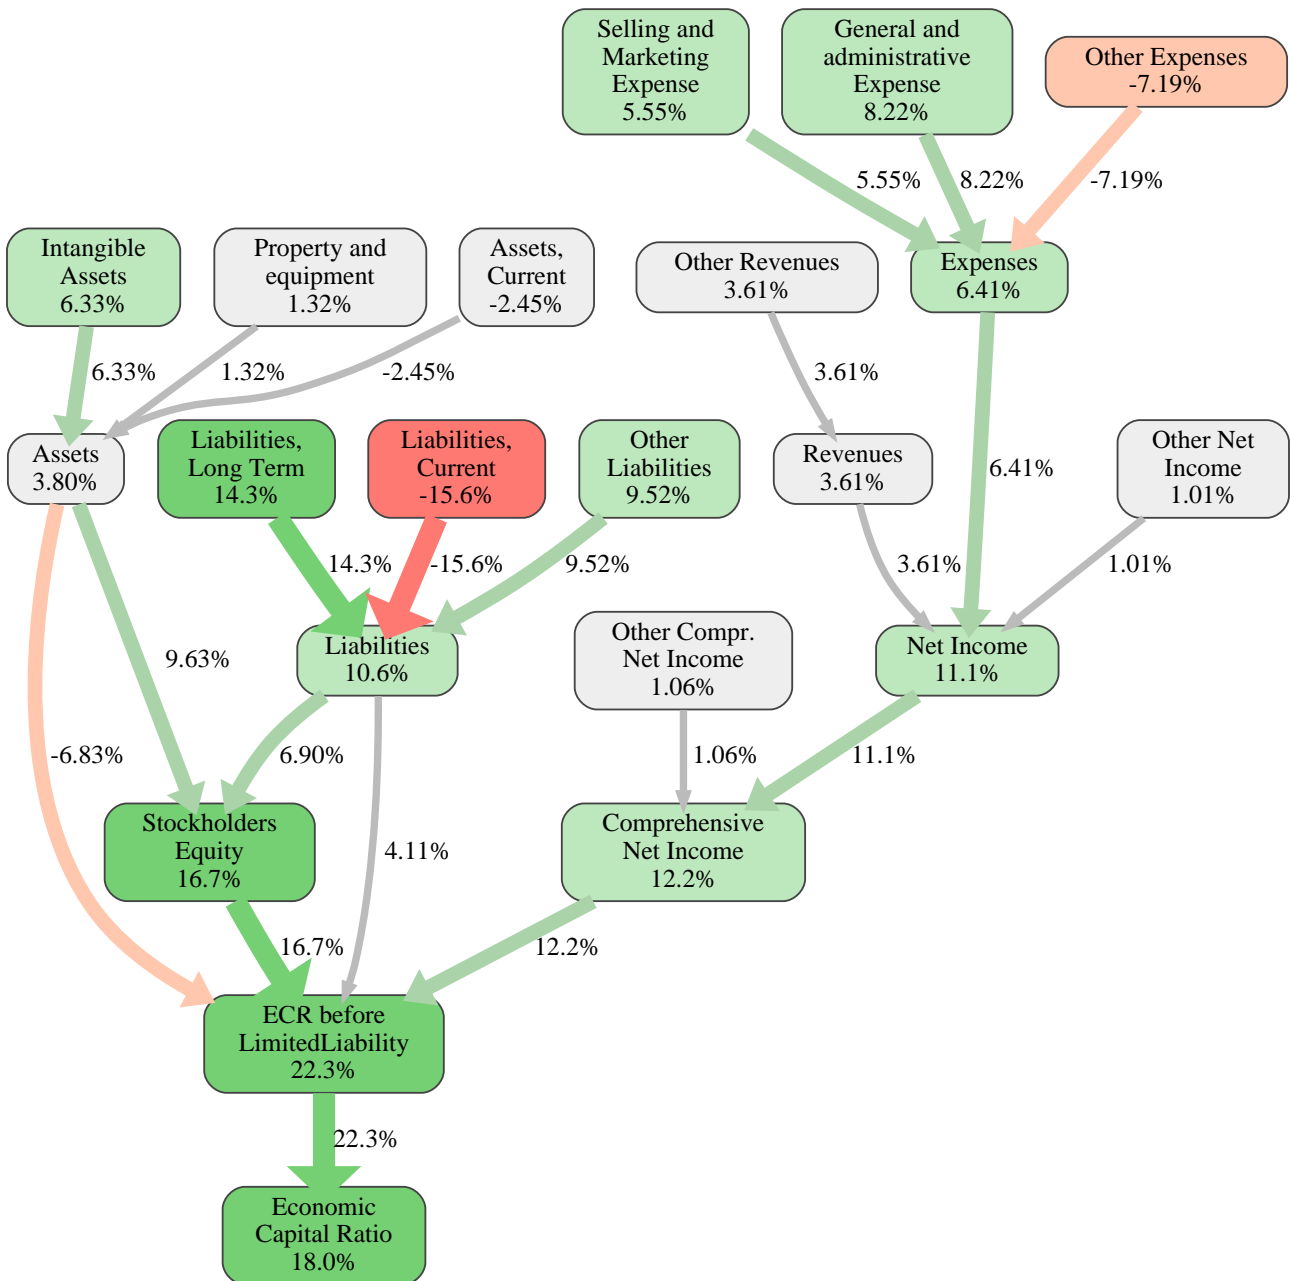 Selling and
Marketing
Expense
5.55%
General and
administrative
Expense
8.22%
Other Expenses
-7.19%
5.55%
8.22%
-7.19%
Intangible
Assets
6.33%
Property and
equipment
1.32%
Assets,
Current
-2.45%
Other Revenues
3.61%
Expenses
6.41%
6.33%
1.32%
-2.45%
3.61%
6.41%
Assets
3.80%
Liabilities,
Long Term
14.3%
Liabilities,
Current
-15.6%
Other
Liabilities
9.52%
Revenues
3.61%
Other Net
Income
1.01%
14.3%
-15.6%
9.52%
3.61%
1.01%
9.63%
Liabilities
10.6%
Other Compr.
Net Income
1.06%
Net Income
11.1%
-6.83%
6.90%
1.06%
11.1%
Stockholders
Equity
16.7%
4.11%
Comprehensive
Net Income
12.2%
16.7%
12.2%
ECR before
LimitedLiability
22.3%
22.3%
Economic
Capital Ratio
18.0%